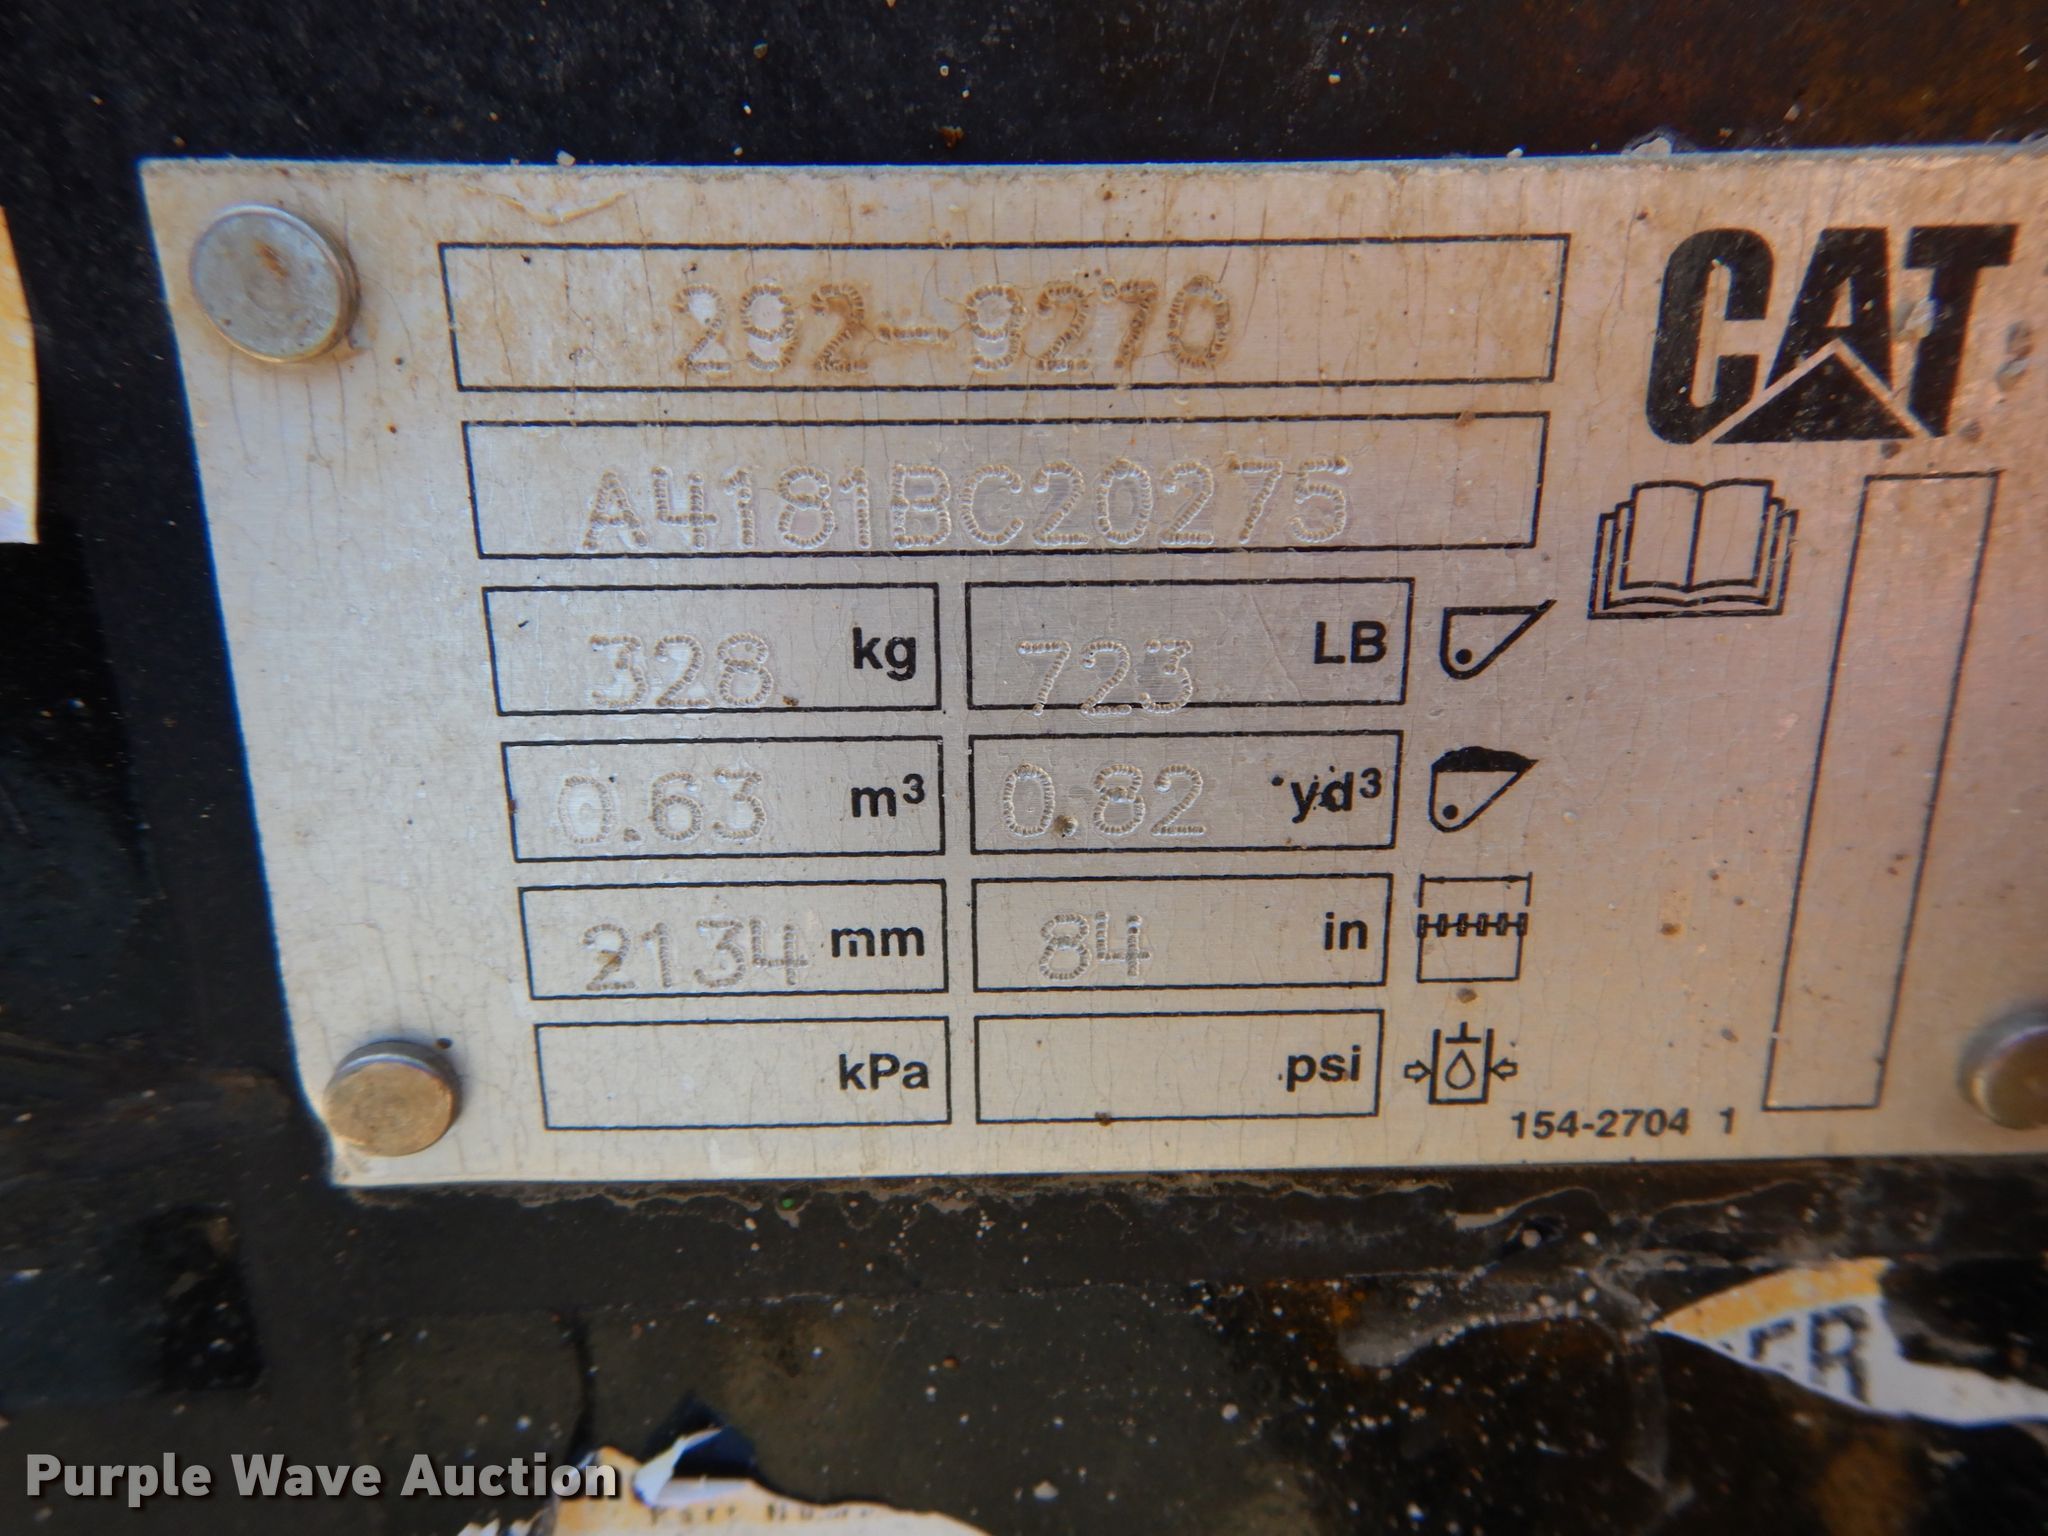 292-9270
CAT
A4181BC20275
328 kg 723 LB
0.63 m³ 0.82 yd³
2134 mm 84 in
kPa psi
154-2704 1
ER
Purple Wave Auction